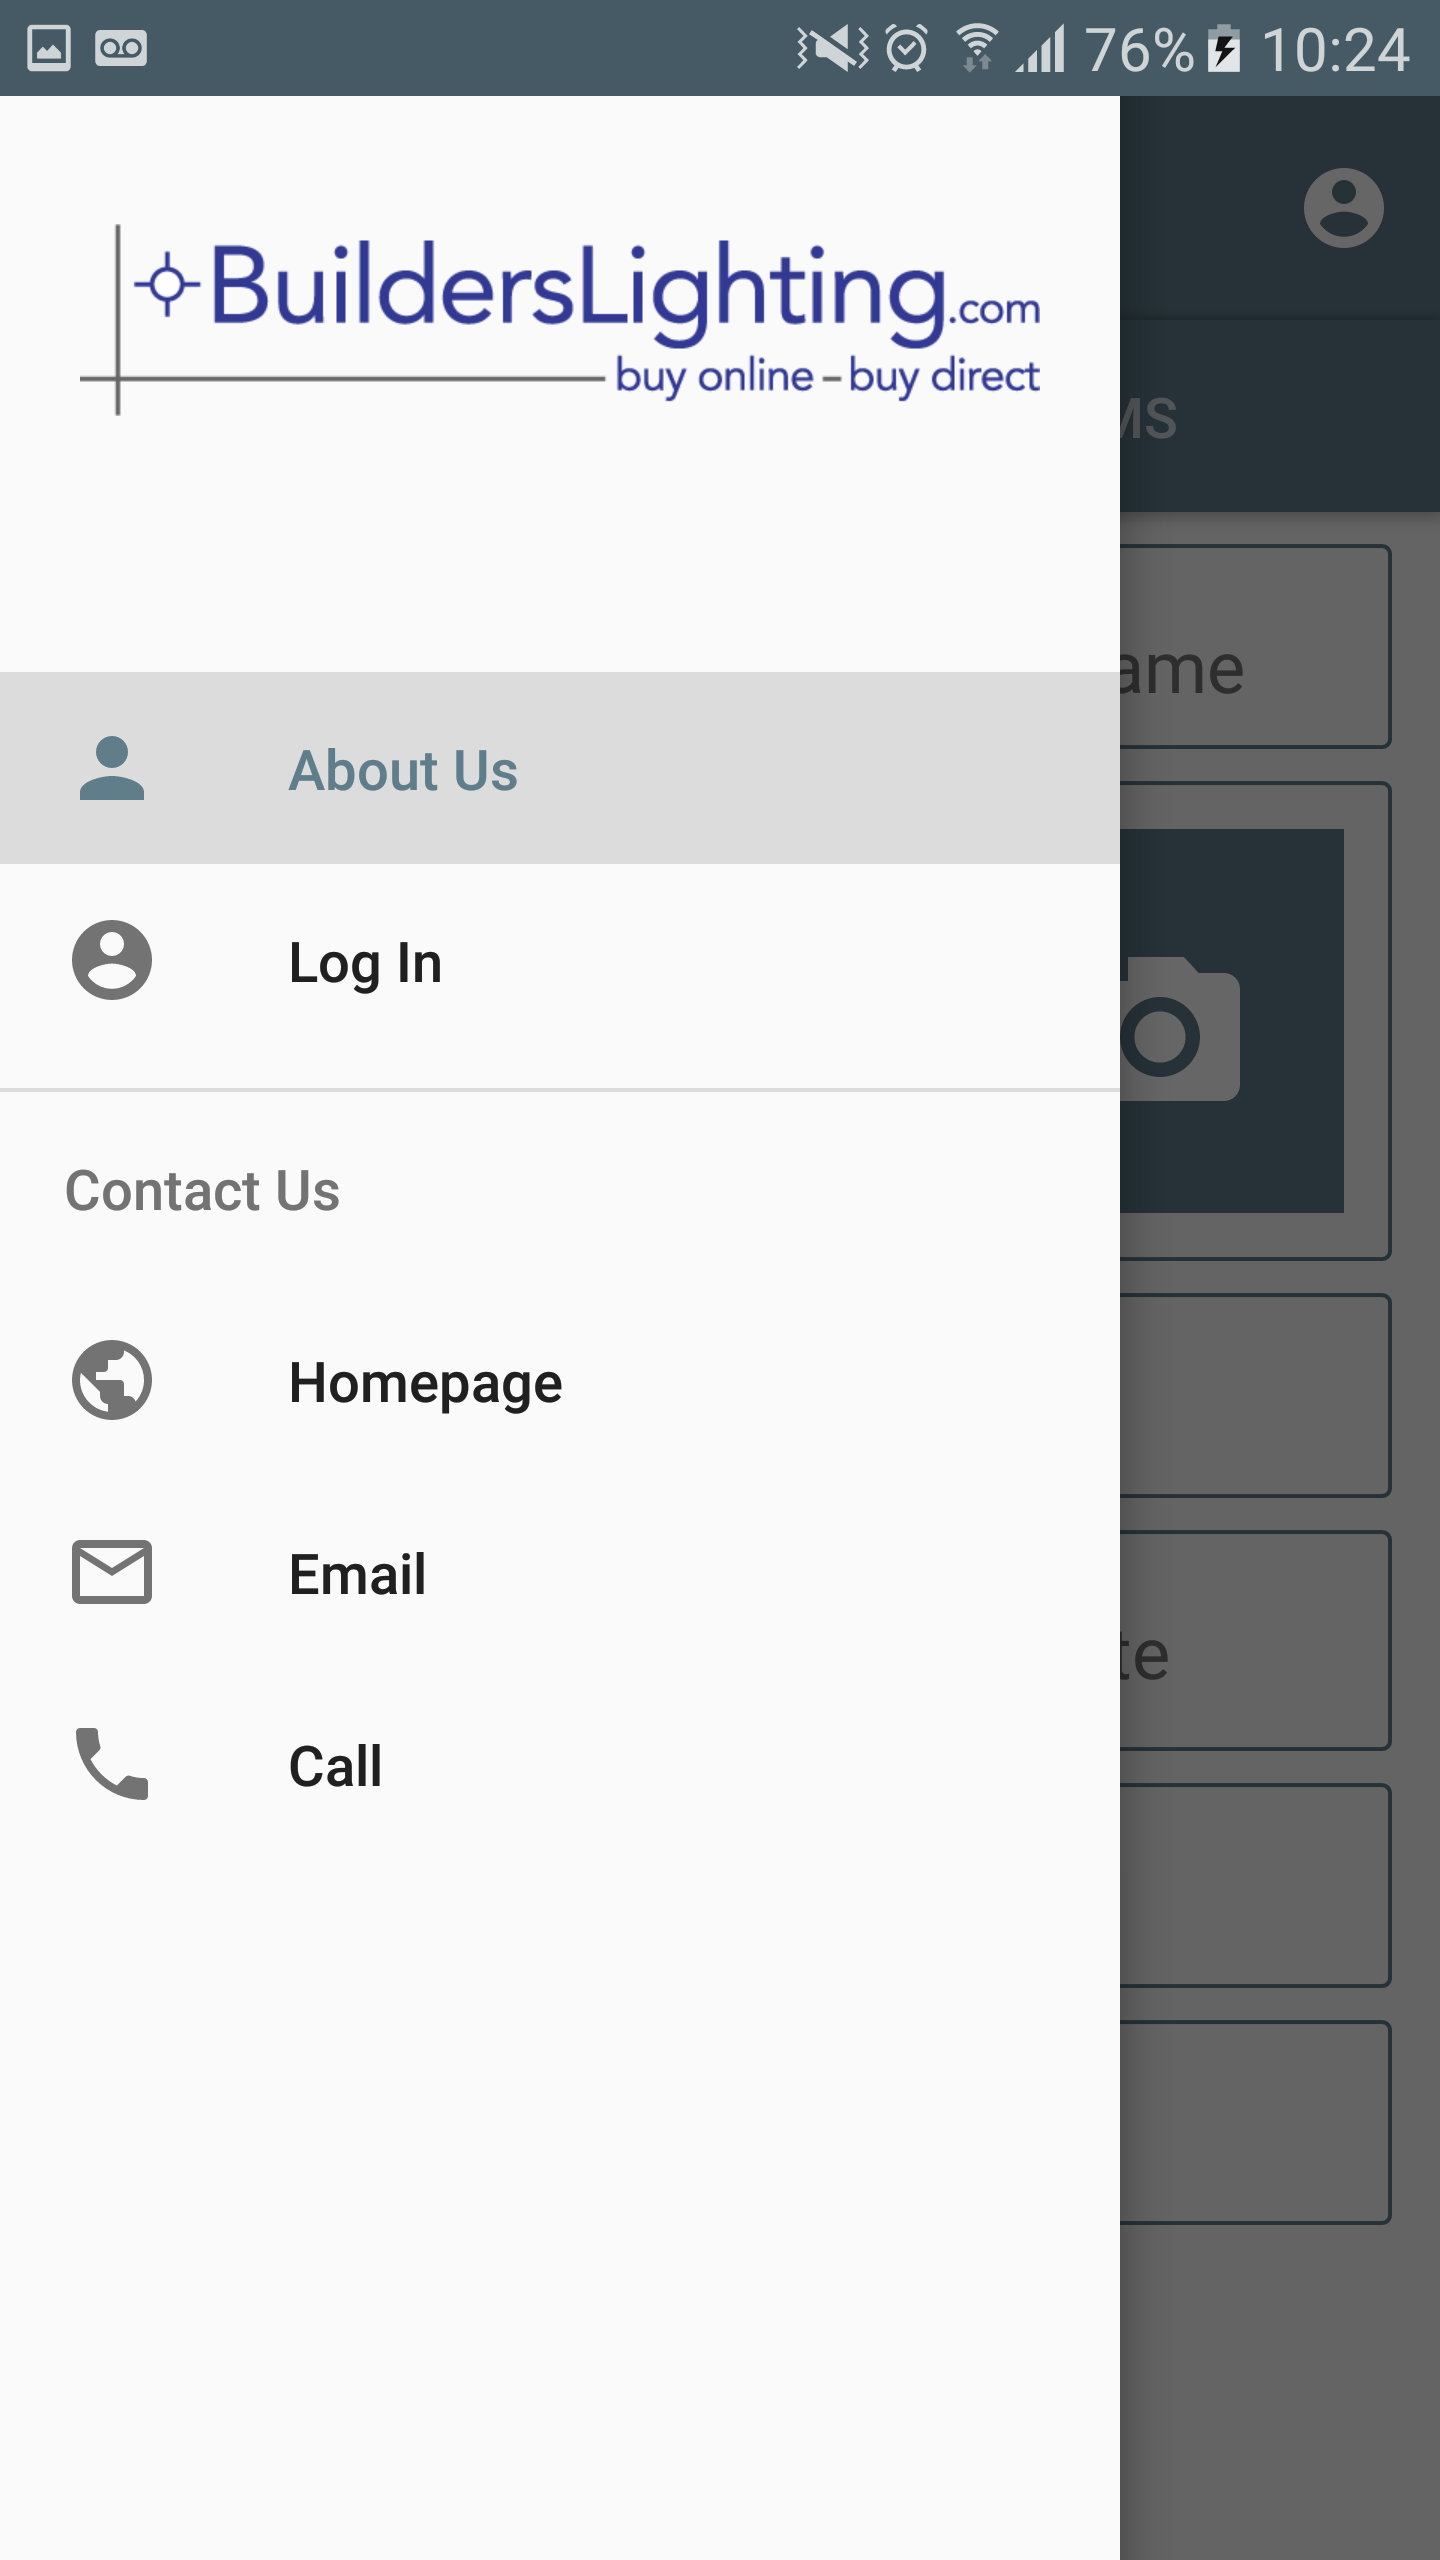 76% 10:24
BuildersLighting.com
buy online – buy direct
MS
ame
About Us
Log In
Contact Us
Homepage
Email
te
Call